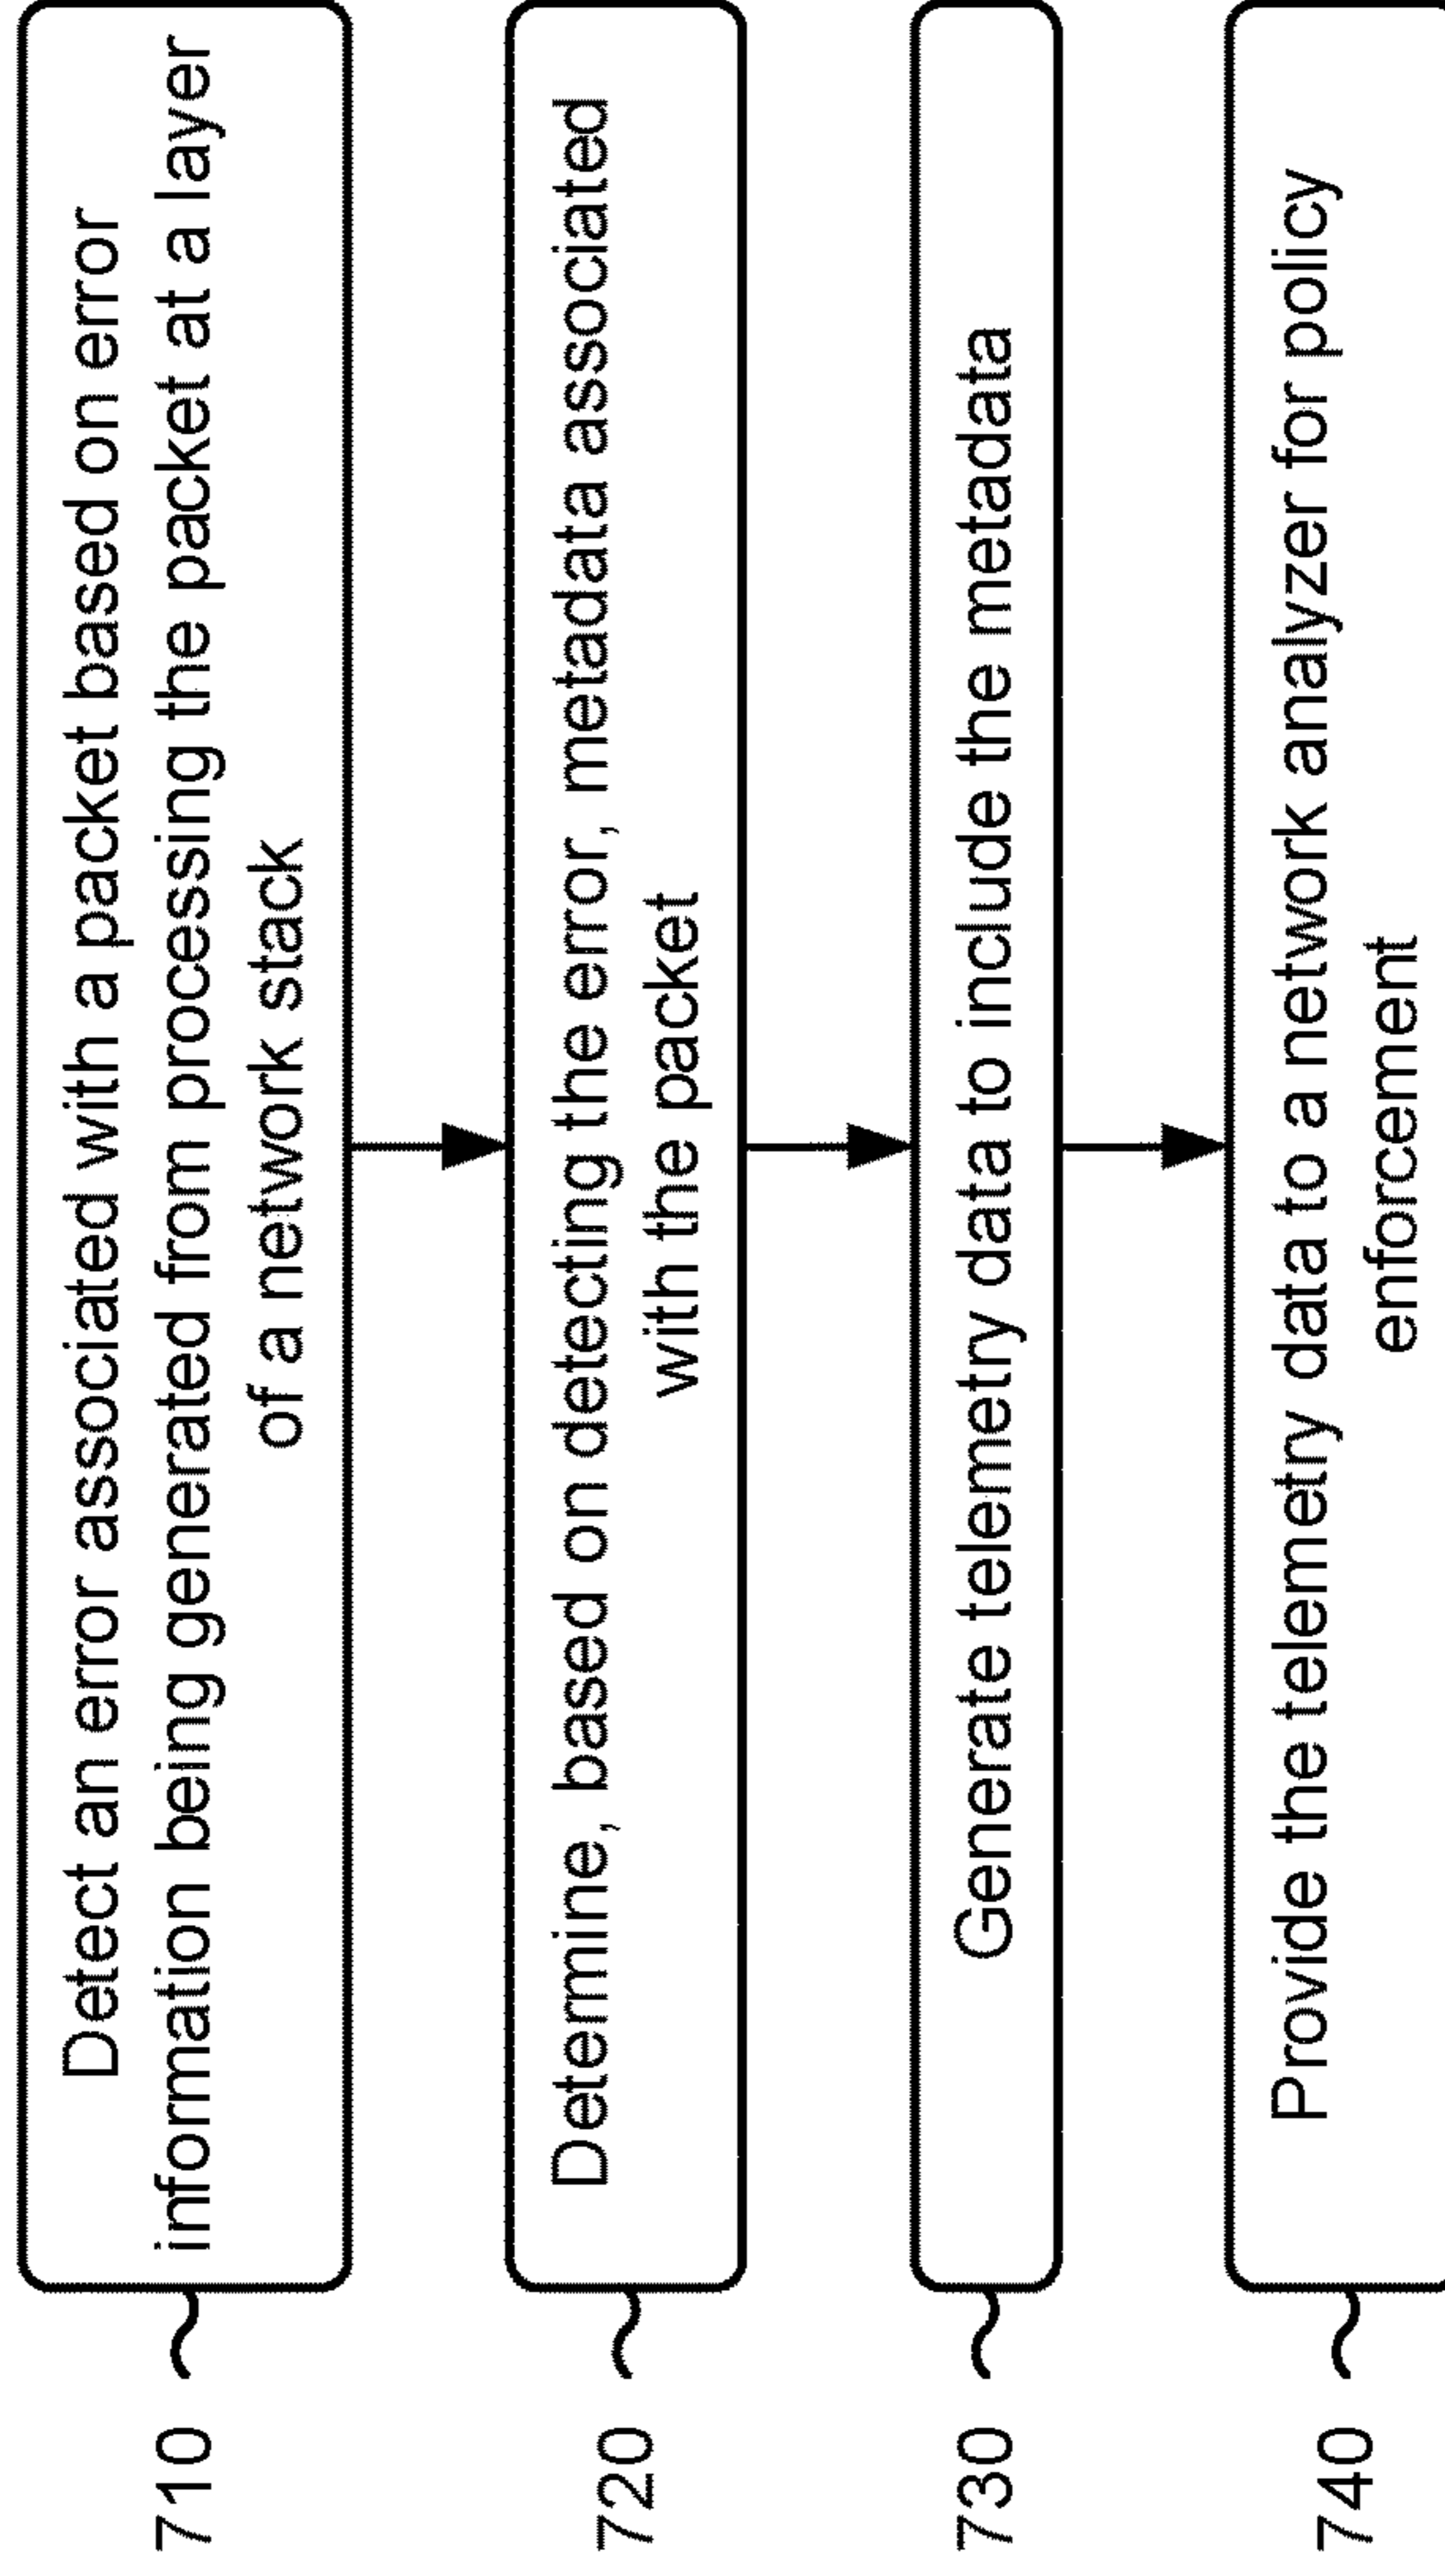 710
Detect an error associated with a packet based on error
information being generated from processing the packet at a layer
of a network stack
720
Determine, based on detecting the error, metadata associated
with the packet
730
Generate telemetry data to include the metadata
740
Provide the telemetry data to a network analyzer for policy
enforcement